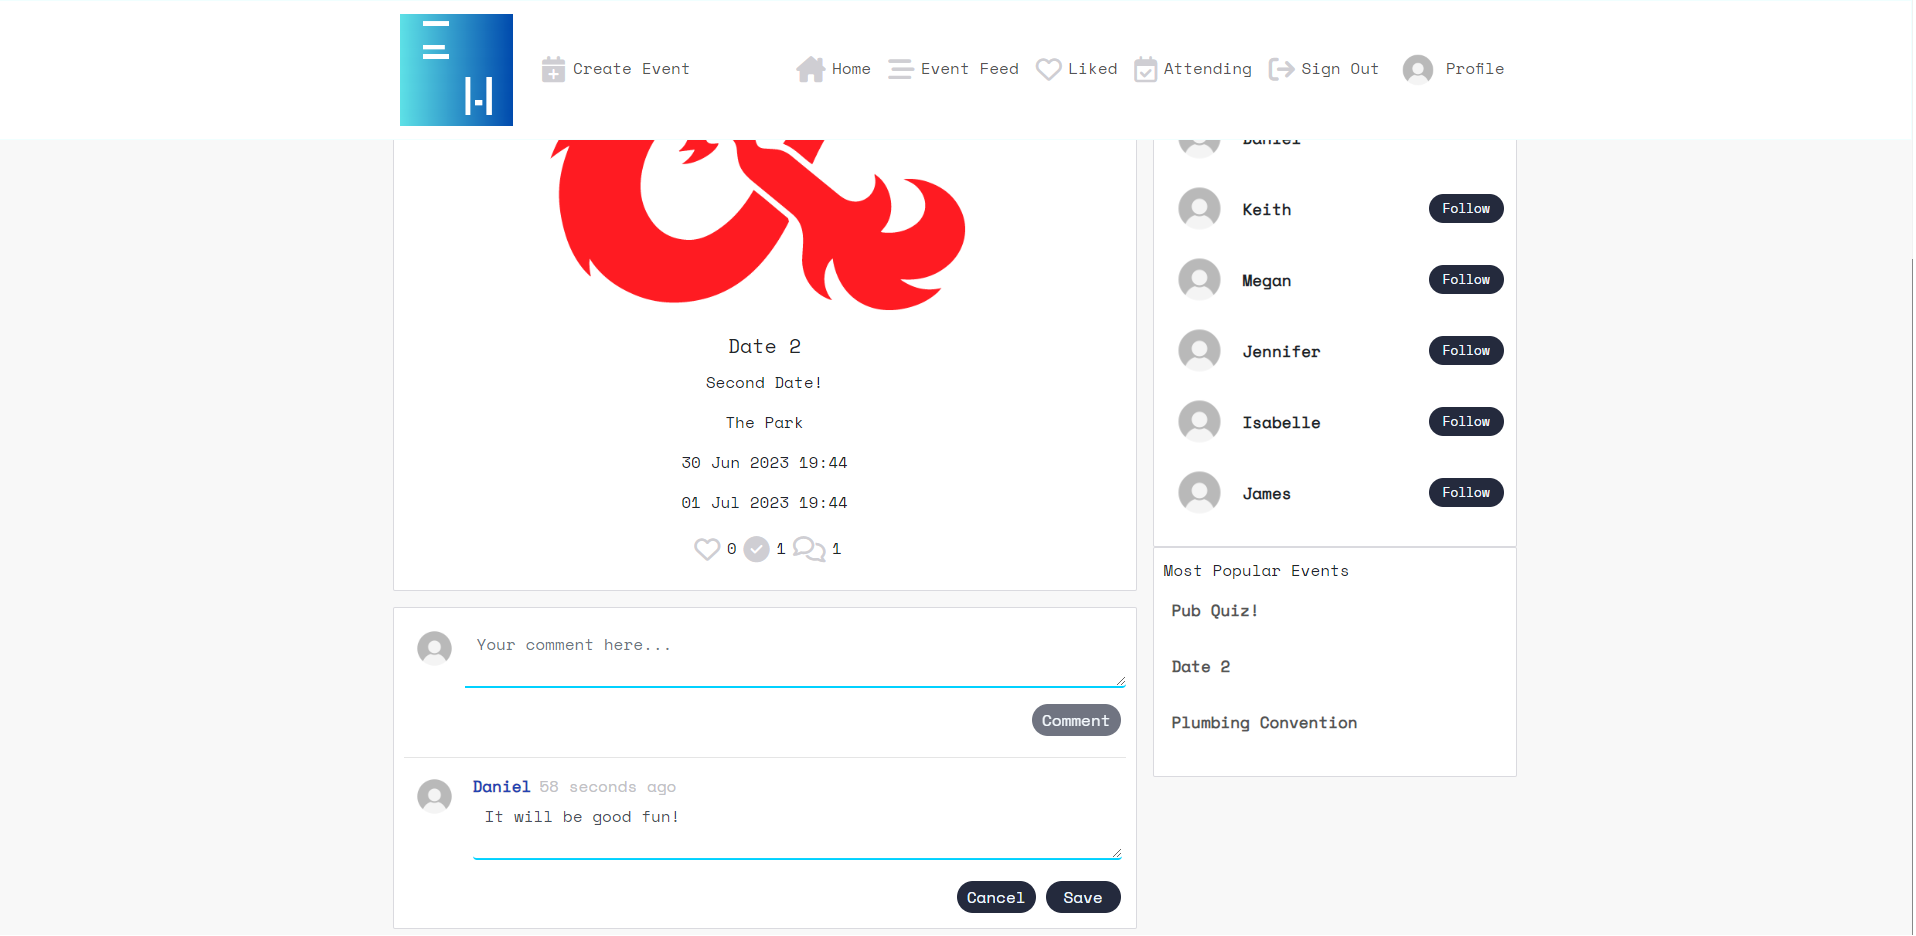 Create Event
Home
Event Feed
Liked
Attending
Sign Out
Profile
Date 2
Second Date!
The Park
30 Jun 2023 19:44
01 Jul 2023 19:44
0 1 1
Your comment here...
Comment
Daniel 58 seconds ago
It will be good fun!
Cancel Save
Daniel
Keith Follow
Megan Follow
Jennifer Follow
Isabelle Follow
James Follow
Most Popular Events
Pub Quiz!
Date 2
Plumbing Convention